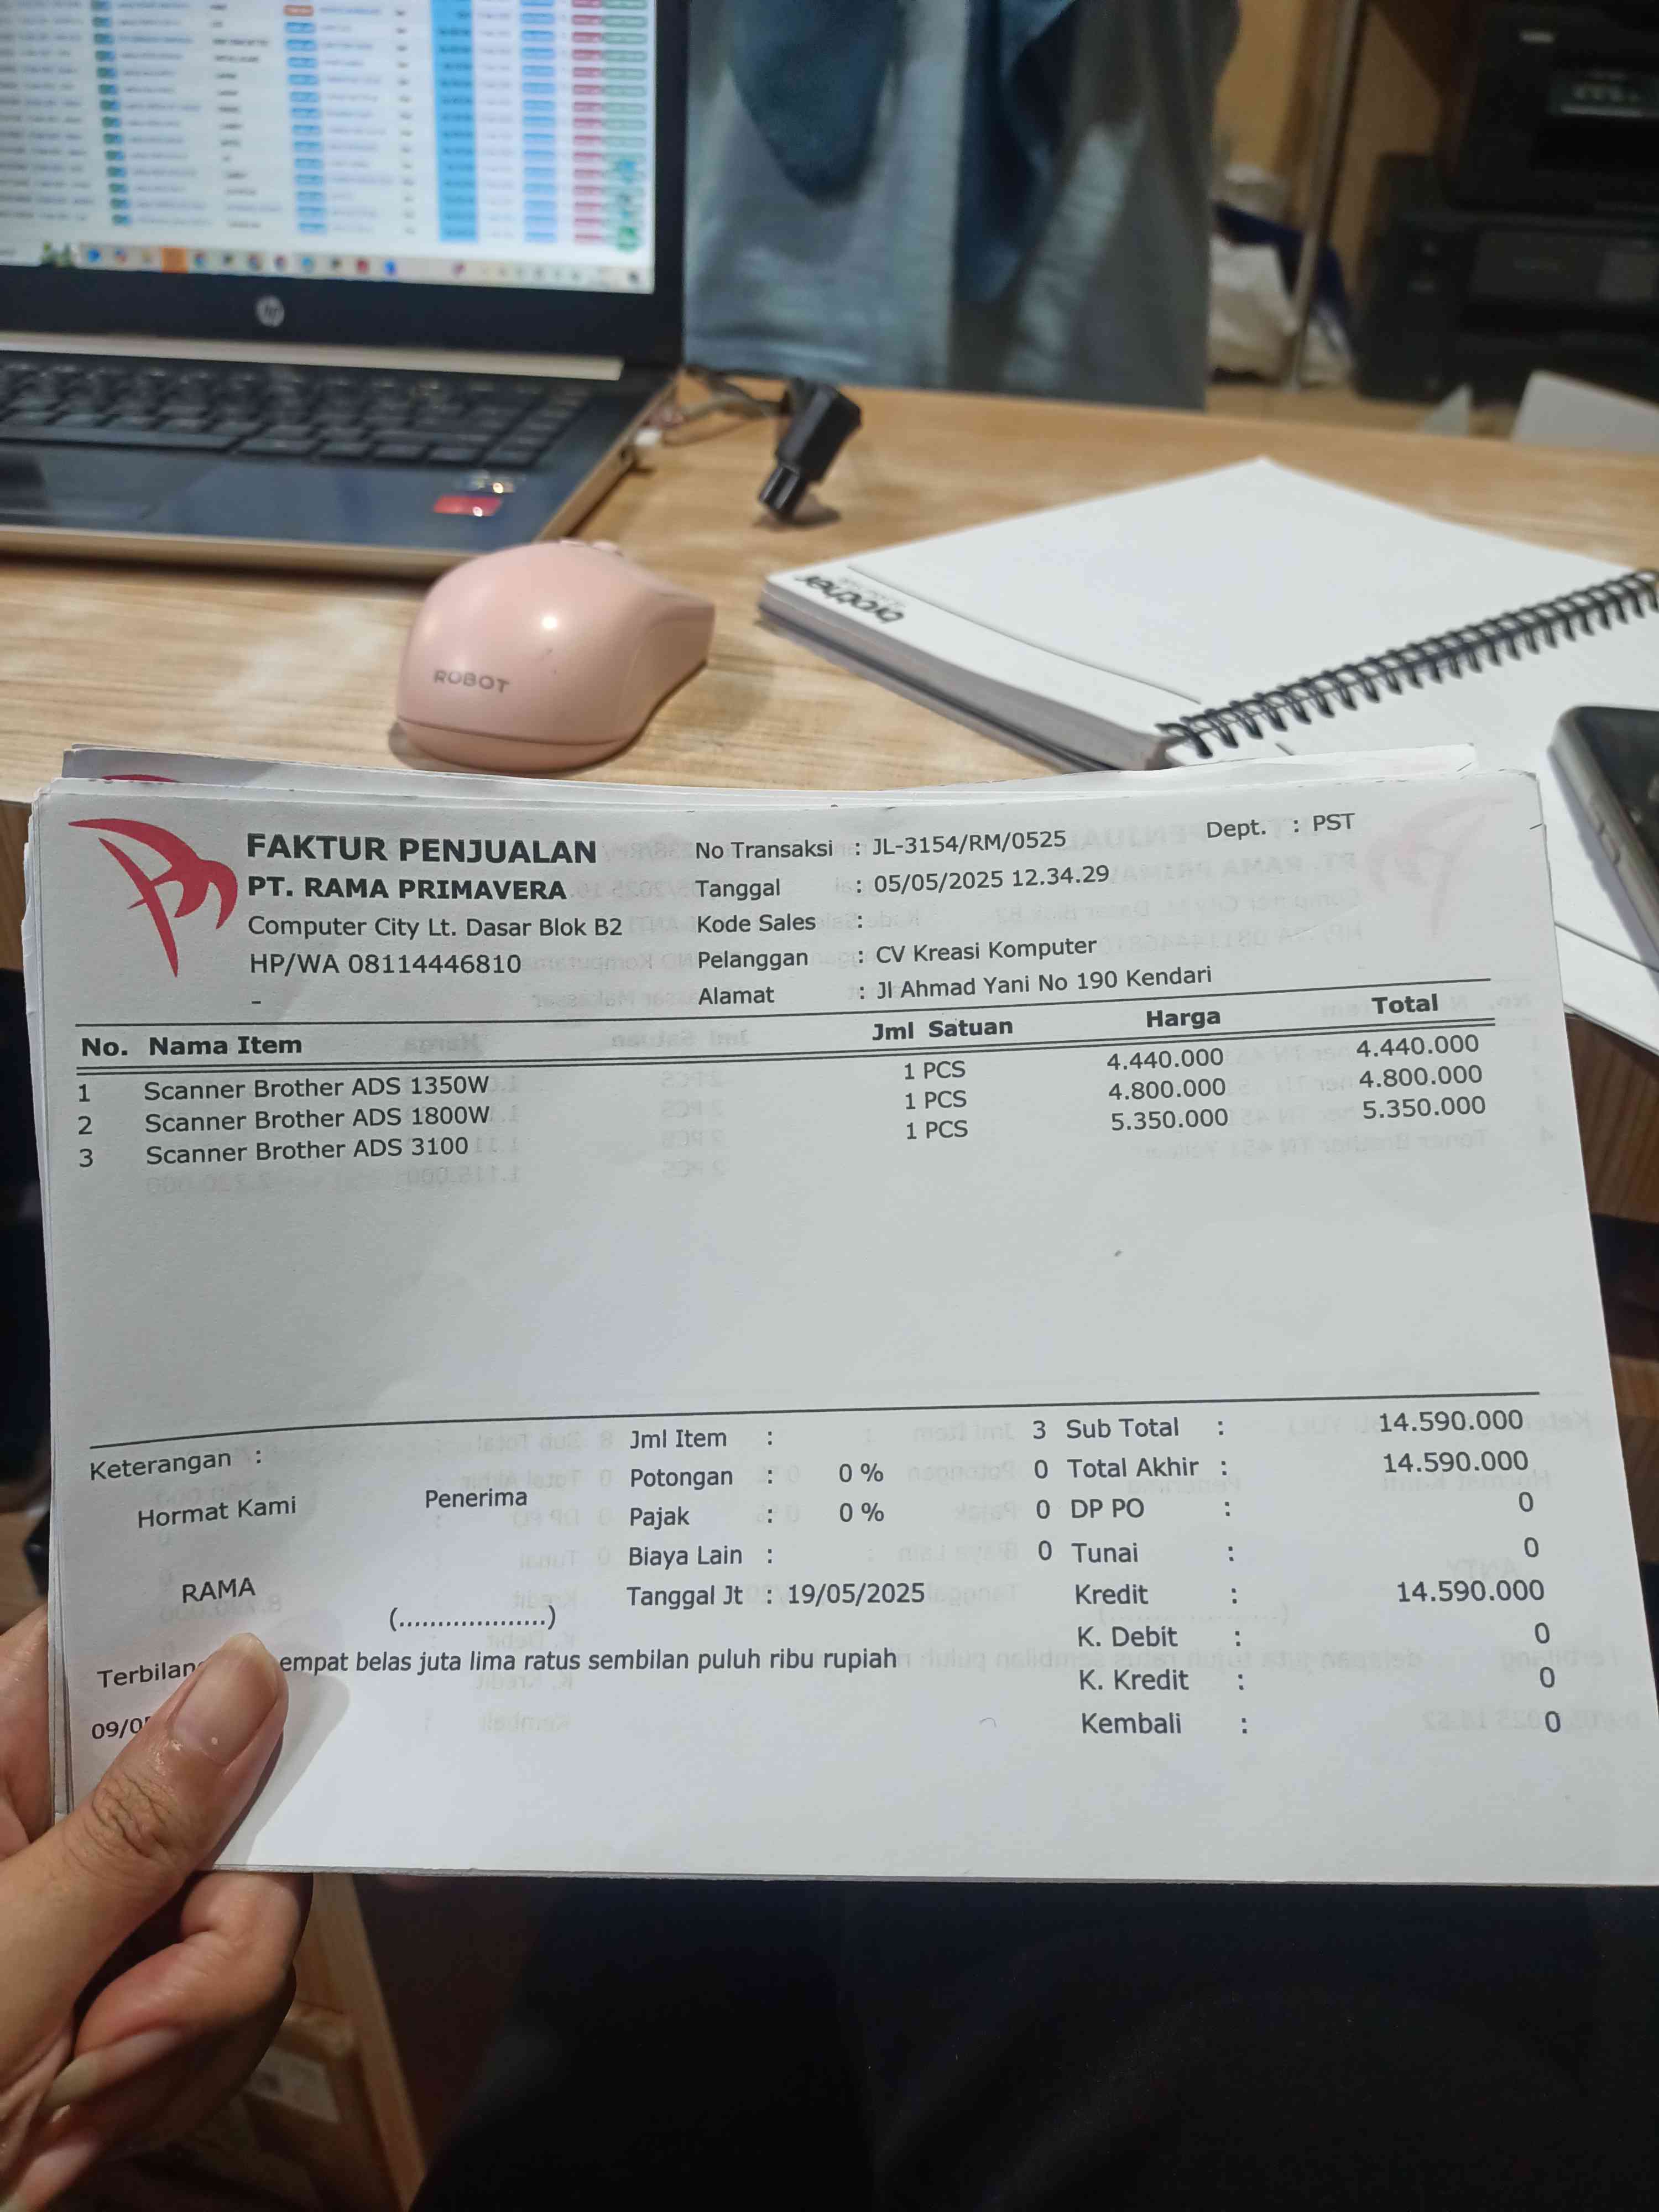 ROBOT
brother
FAKTUR PENJUALAN
PT. RAMA PRIMAVERA
Computer City Lt. Dasar Blok B2
HP/WA 08114446810
-
No Transaksi : JL-3154/RM/0525
Dept. : PST
Tanggal : 05/05/2025 12.34.29
Kode Sales :
Pelanggan : CV Kreasi Komputer
Alamat : Jl Ahmad Yani No 190 Kendari
No. Nama Item Jml Satuan Harga Total
1 Scanner Brother ADS 1350W 1 PCS 4.440.000 4.440.000
2 Scanner Brother ADS 1800W 1 PCS 4.800.000 4.800.000
3 Scanner Brother ADS 3100 1 PCS 5.350.000 5.350.000
Keterangan :
Hormat Kami
Penerima
RAMA
(...................)
Jml Item : 3
Potongan : 0 % 0
Pajak : 0 % 0
Biaya Lain : 0
Tanggal Jt : 19/05/2025
Sub Total : 14.590.000
Total Akhir : 14.590.000
DP PO : 0
Tunai : 0
Kredit : 14.590.000
K. Debit : 0
K. Kredit : 0
Kembali : 0
empat belas juta lima ratus sembilan puluh ribu rupiah